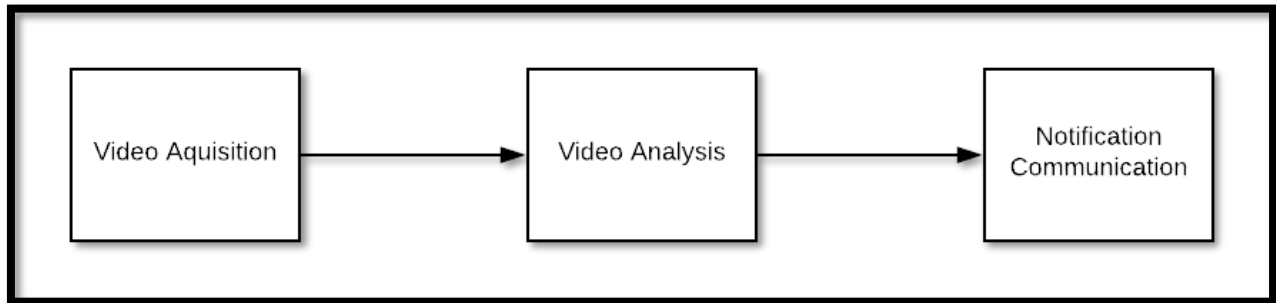 Video Aquisition
Video Analysis
Notification
Communication